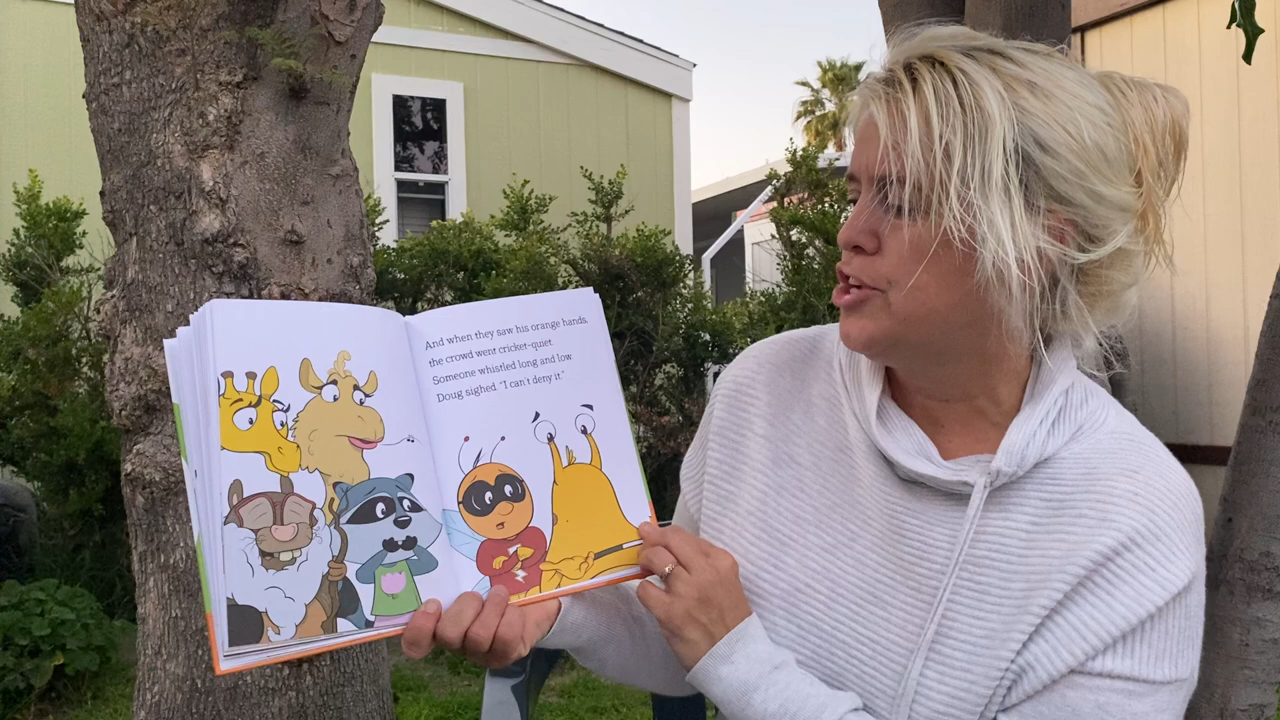 And when they saw his orange hands,
the crowd went cricket-quiet.
Someone whistled long and low.
Doug sighed. "I can't deny it."